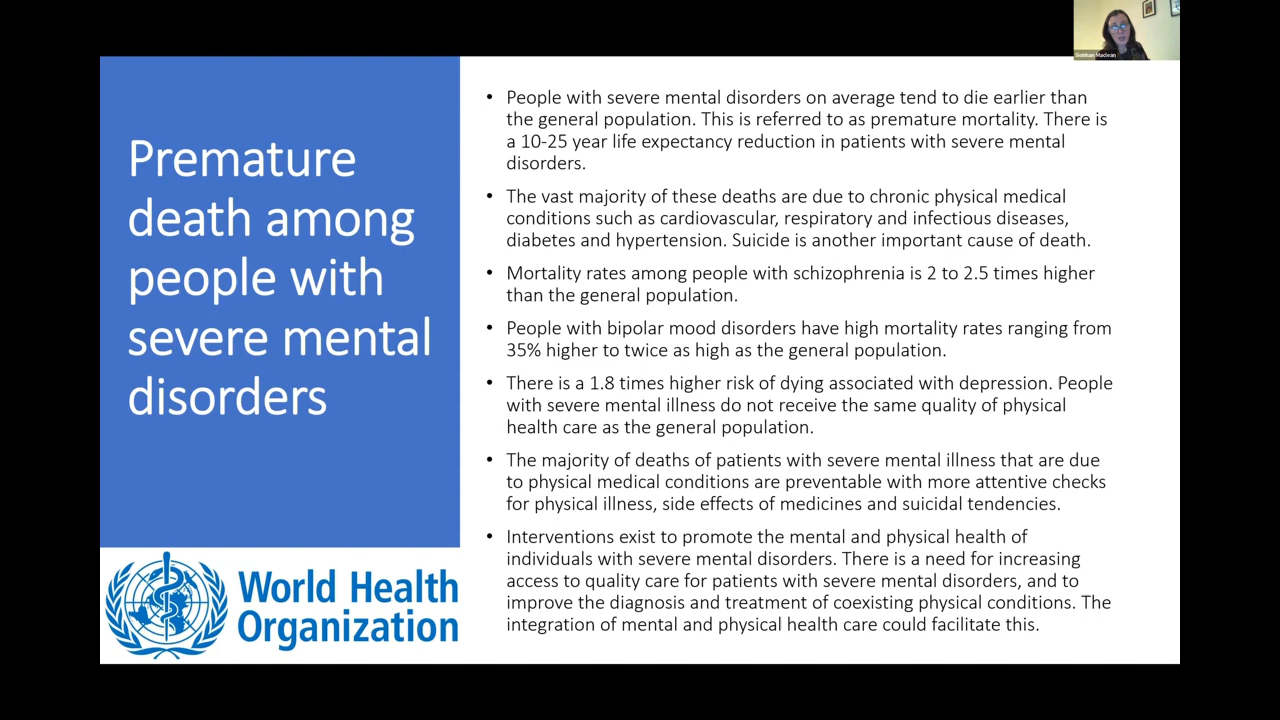 Siobhan Maclean
Premature
death among
people with
severe mental
disorders
World Health
Organization
• People with severe mental disorders on average tend to die earlier than
the general population. This is referred to as premature mortality. There is
a 10-25 year life expectancy reduction in patients with severe mental
disorders.
• The vast majority of these deaths are due to chronic physical medical
conditions such as cardiovascular, respiratory and infectious diseases,
diabetes and hypertension. Suicide is another important cause of death.
• Mortality rates among people with schizophrenia is 2 to 2.5 times higher
than the general population.
• People with bipolar mood disorders have high mortality rates ranging from
35% higher to twice as high as the general population.
• There is a 1.8 times higher risk of dying associated with depression. People
with severe mental illness do not receive the same quality of physical
health care as the general population.
• The majority of deaths of patients with severe mental illness that are due
to physical medical conditions are preventable with more attentive checks
for physical illness, side effects of medicines and suicidal tendencies.
• Interventions exist to promote the mental and physical health of
individuals with severe mental disorders. There is a need for increasing
access to quality care for patients with severe mental disorders, and to
improve the diagnosis and treatment of coexisting physical conditions. The
integration of mental and physical health care could facilitate this.